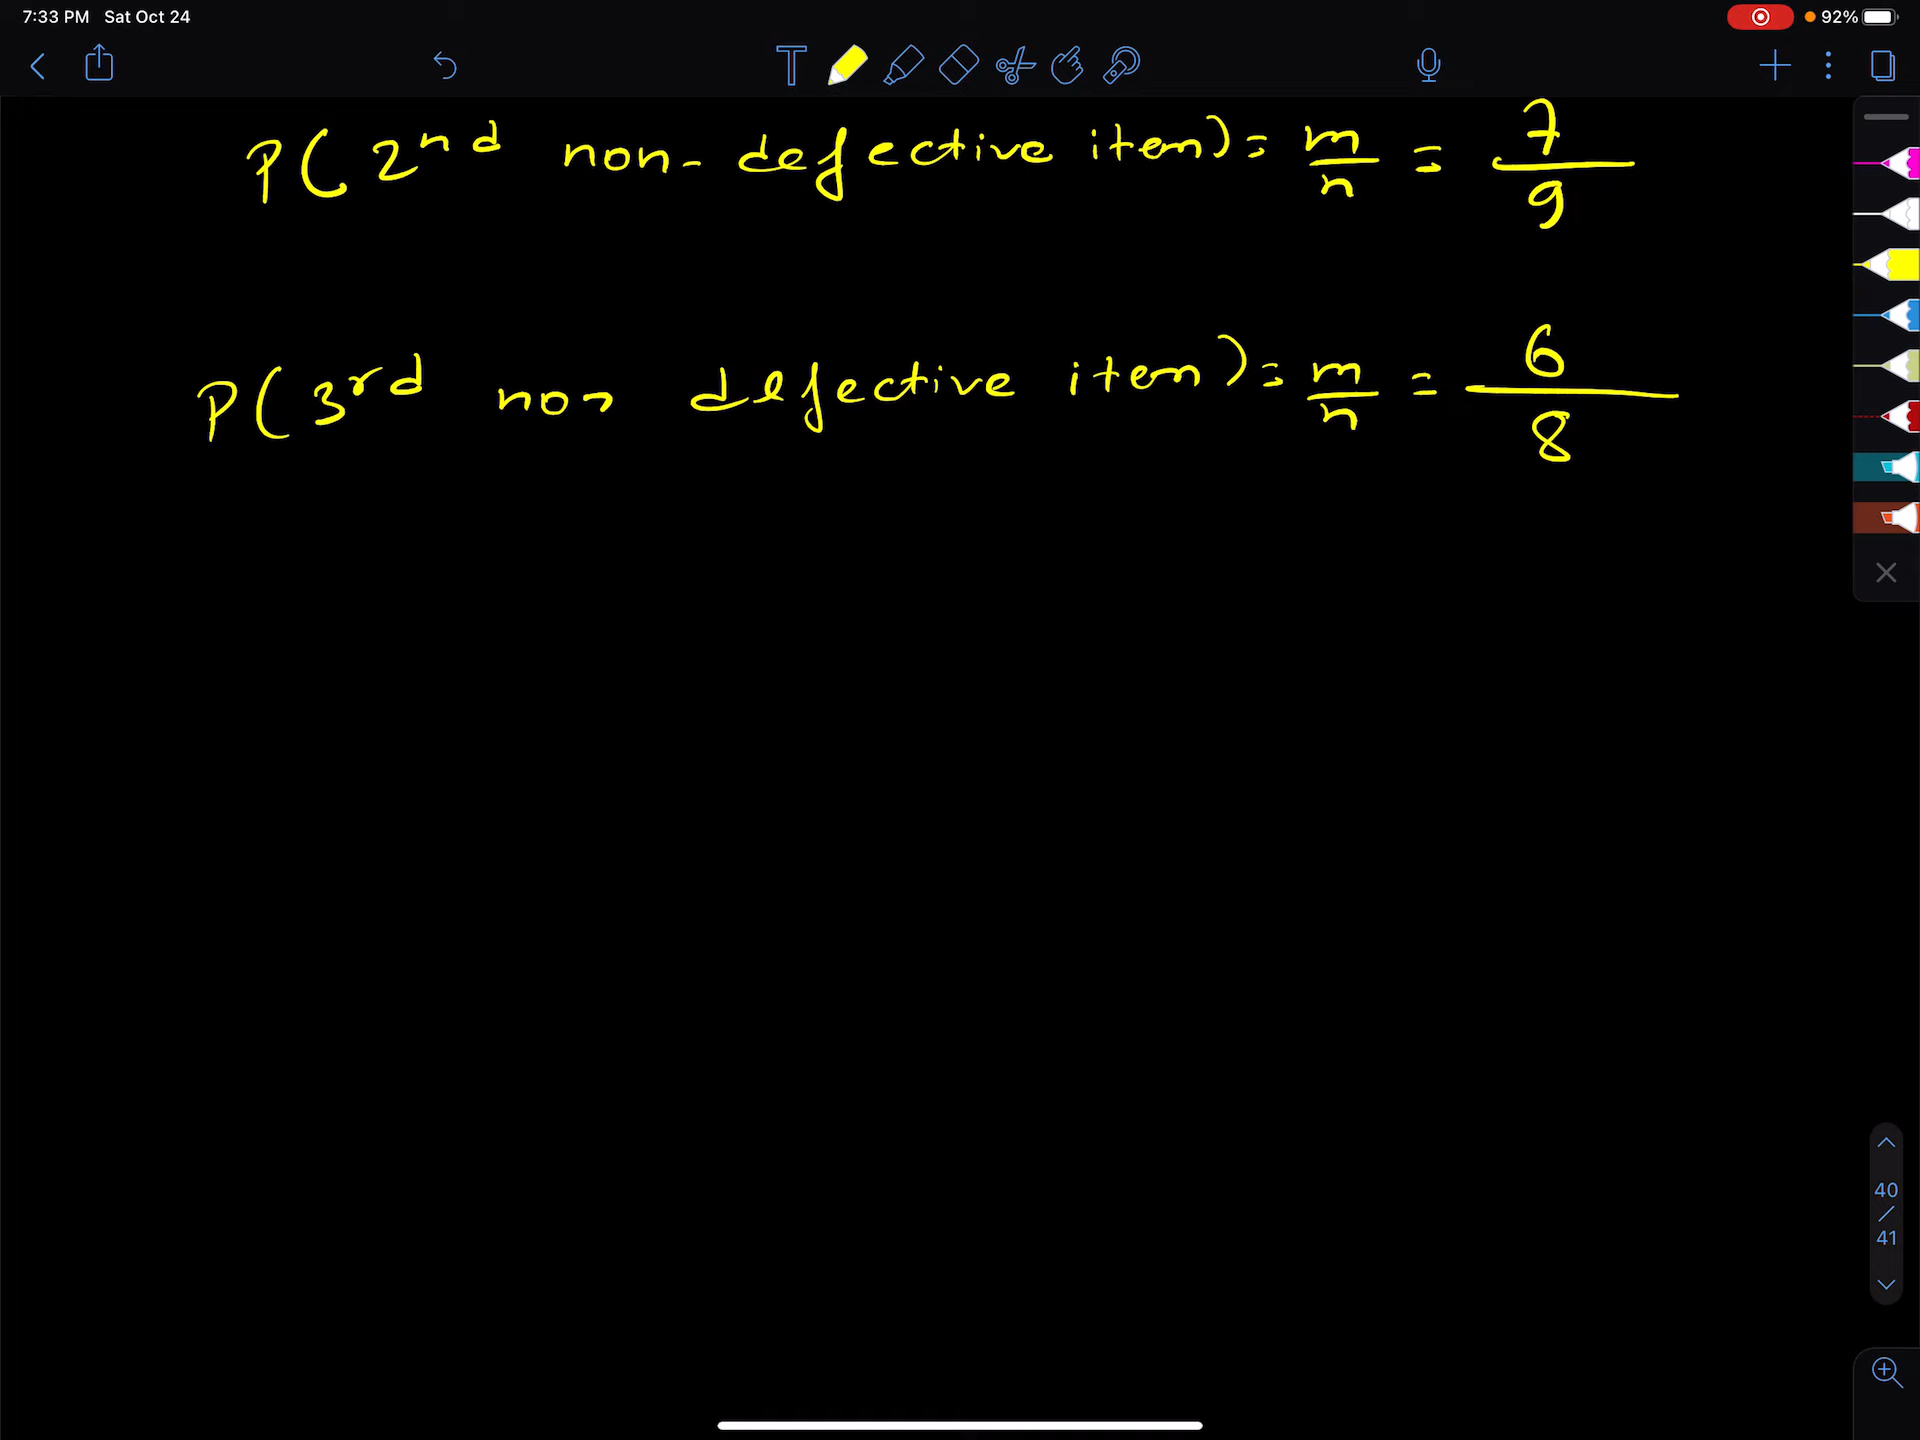 7:33 PM Sat Oct 24
92%
P(2nd non-defective item) = m/n = 7/9
P(3rd non defective item) = m/n = 6/8
40
/
41